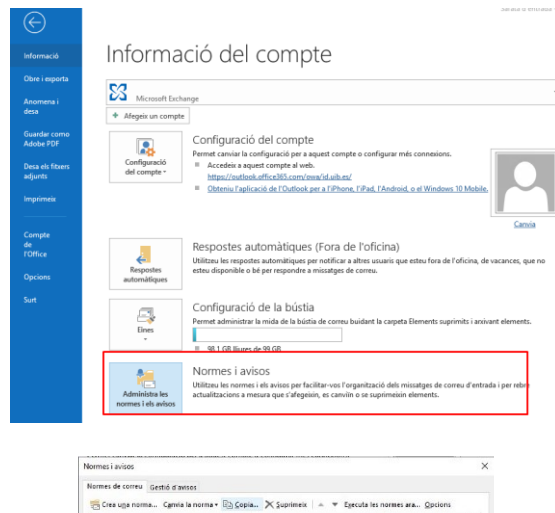 Informació
Obre i exporta
Anomena i
desa
Guardar como
Adobe PDF
Desa els fitxers
adjunts
Imprimeix
Compte
de
l'Office
Opcions
Surt
Informació del compte
Microsoft Exchange
Afegeix un compte
Configuració
del compte
Configuració del compte
Permet canviar la configuració per a aquest compte o configurar més connexions.
Accedeix a aquest compte al web.
https://outlook.office365.com/owa/id.uib.es/
Obteniu l'aplicació de l'Outlook per a l'iPhone, l'iPad, l'Android, o el Windows 10 Mobile.
Canvia
Respostes
automàtiques
Respostes automàtiques (Fora de l'oficina)
Utilitzeu les respostes automàtiques per notificar a altres usuaris que esteu fora de l'oficina, de vacances, que no
esteu disponible o bé per respondre a missatges de correu.
Eines
Configuració de la bústia
Permet administrar la mida de la bústia de correu buidant la carpeta Elements suprimits i arxivant elements.
98.1 GB lliures de 99 GB
Administra les
normes i els avisos
Normes i avisos
Utilitzeu les normes i els avisos per facilitar-vos l'organització dels missatges de correu d'entrada i per rebre
actualitzacions a mesura que s'afegeixin, es canviïn o se suprimeixin elements.
Normes i avisos
Normes de correu Gestió d'avisos
Crea una norma... Canvia la norma Copia... Suprimeix Executa les normes ara... Opcions